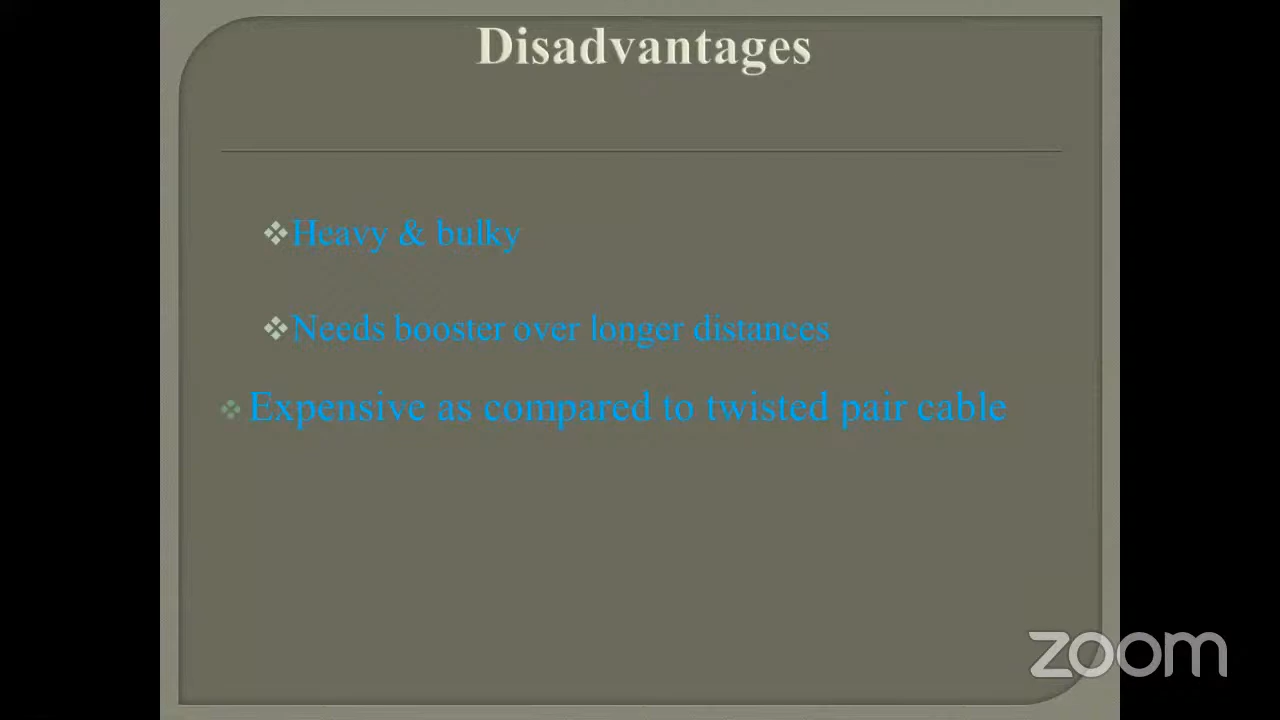 Disadvantages
Heavy & bulky
Needs booster over longer distances
Expensive as compared to twisted pair cable
zoom